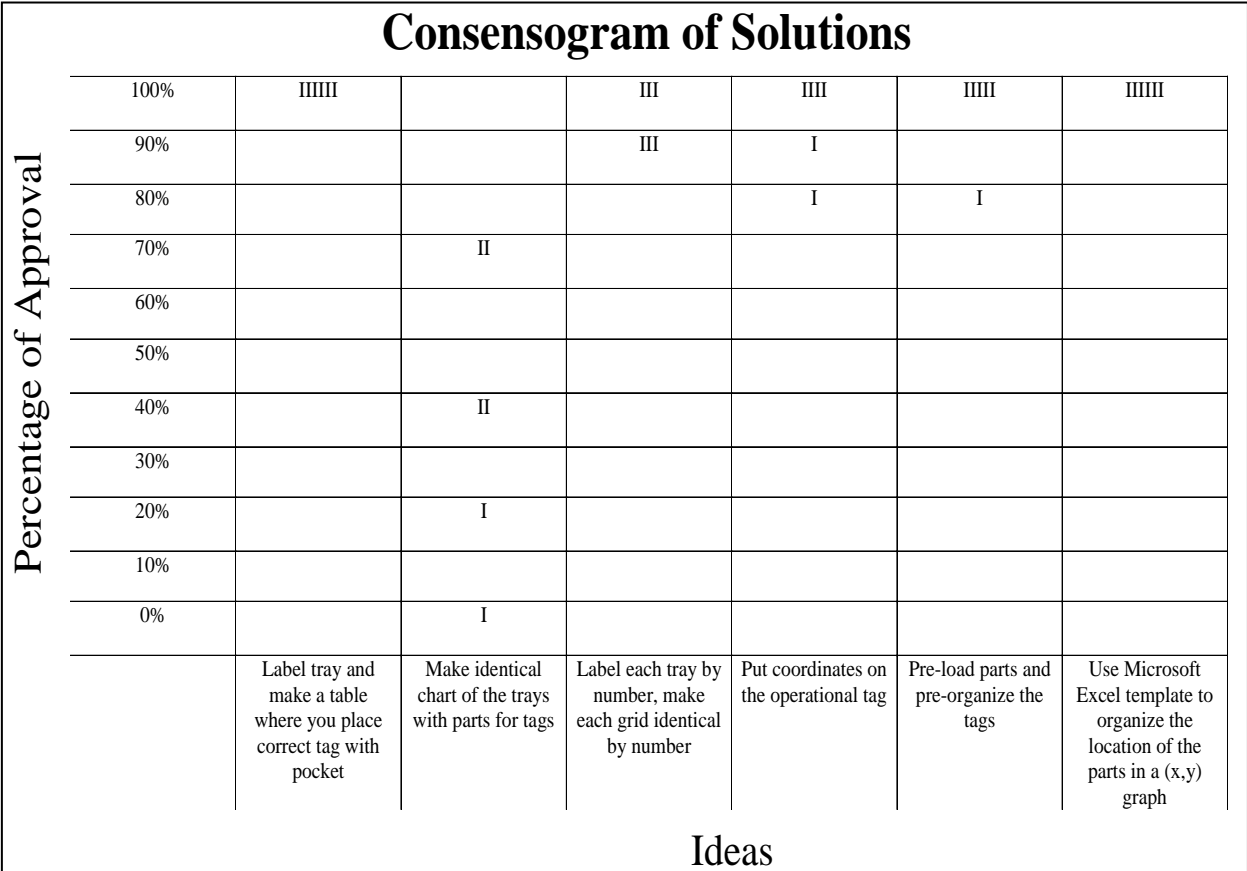 Consensogram of Solutions
Percentage of Approval
100% IIIIII III IIII IIIII IIIIII
90% III I
80% I I
70% II
60%
50%
40% II
30%
20% I
10%
0% I
Label tray and
make a table
where you place
correct tag with
pocket
Make identical
chart of the trays
with parts for tags
Label each tray by
number, make
each grid identical
by number
Put coordinates on
the operational tag
Pre-load parts and
pre-organize the
tags
Use Microsoft
Excel template to
organize the
location of the
parts in a (x,y)
graph
Ideas